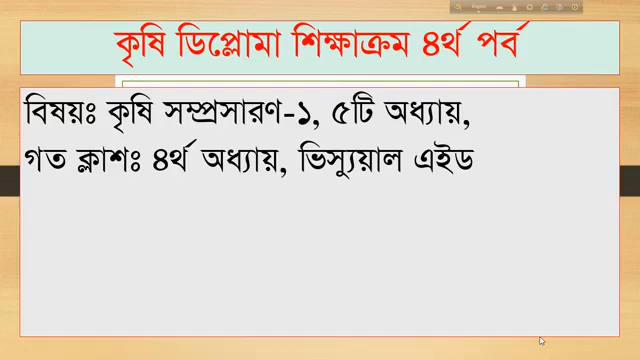 কৃষি ডিপ্লোমা শিক্ষাক্রম ৪র্থ পর্ব
বিষয়ঃ কৃষি সম্প্রসারণ-১, ৫টি অধ্যায়,
গত ক্লাশঃ ৪র্থ অধ্যায়, ভিস্যুয়াল এইড